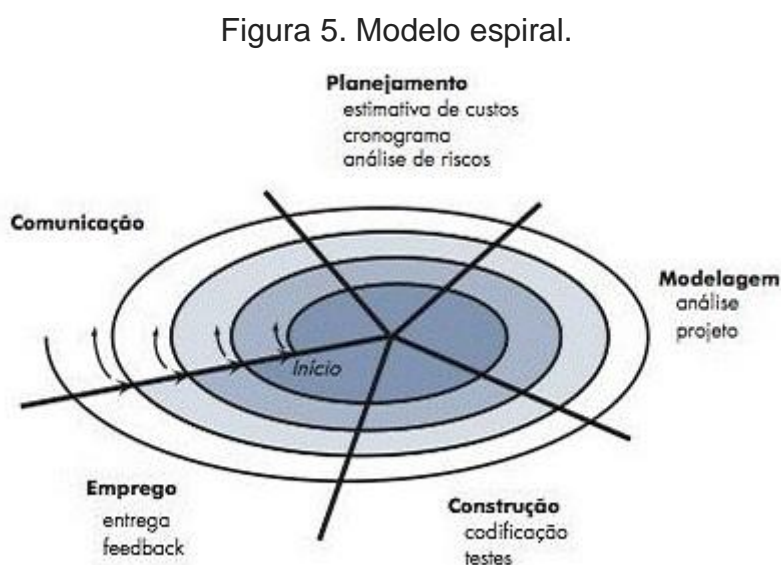 Figura 5. Modelo espiral.
Planejamento
estimativa de custos
cronograma
análise de riscos
Comunicação
Modelagem
análise
projeto
Início
Emprego
entrega
feedback
Construção
codificação
testes